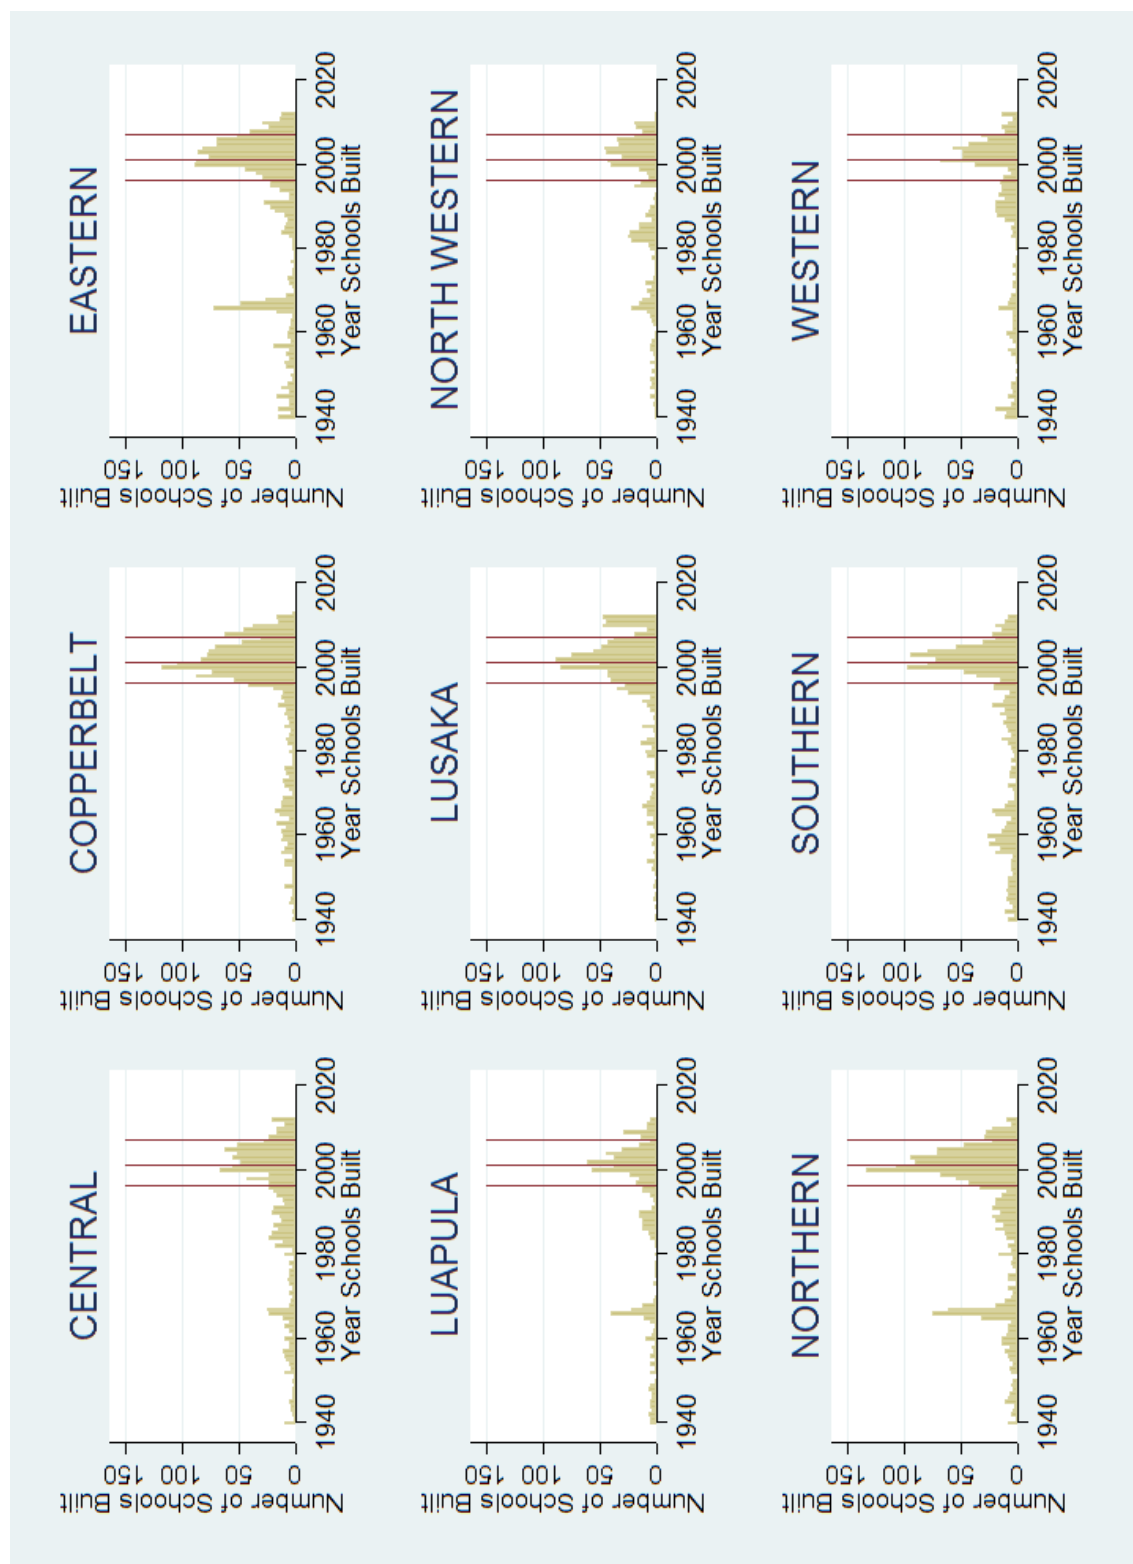 CENTRAL
150
100
50
0
Number of Schools Built
1940 1960 1980 2000 2020
Year Schools Built
COPPERBELT
150
100
50
0
Number of Schools Built
1940 1960 1980 2000 2020
Year Schools Built
EASTERN
150
100
50
0
Number of Schools Built
1940 1960 1980 2000 2020
Year Schools Built
LUAPULA
150
100
50
0
Number of Schools Built
1940 1960 1980 2000 2020
Year Schools Built
LUSAKA
150
100
50
0
Number of Schools Built
1940 1960 1980 2000 2020
Year Schools Built
NORTH WESTERN
150
100
50
0
Number of Schools Built
1940 1960 1980 2000 2020
Year Schools Built
NORTHERN
150
100
50
0
Number of Schools Built
1940 1960 1980 2000 2020
Year Schools Built
SOUTHERN
150
100
50
0
Number of Schools Built
1940 1960 1980 2000 2020
Year Schools Built
WESTERN
150
100
50
0
Number of Schools Built
1940 1960 1980 2000 2020
Year Schools Built